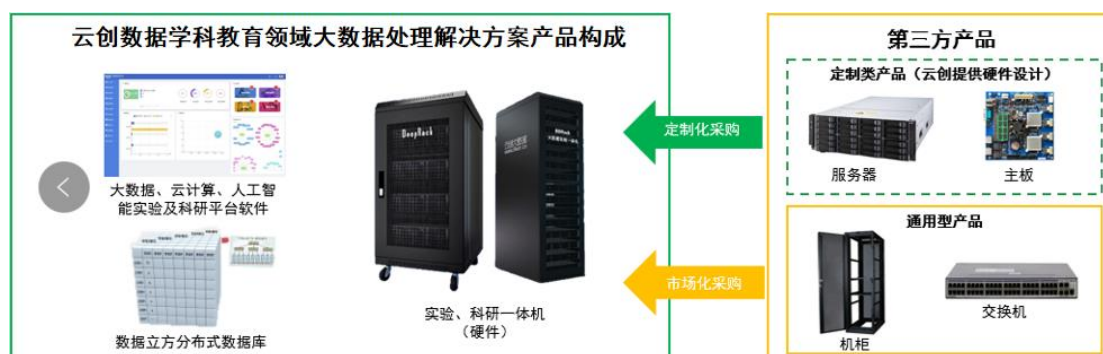 云创数据学科教育领域大数据处理解决方案产品构成
大数据、云计算、人工智
能实验及科研平台软件
数据立方分布式数据库
DeepRack
实验、科研一体机
（硬件）
定制化采购
市场化采购
第三方产品
定制类产品（云创提供硬件设计）
服务器
主板
通用型产品
机柜
交换机